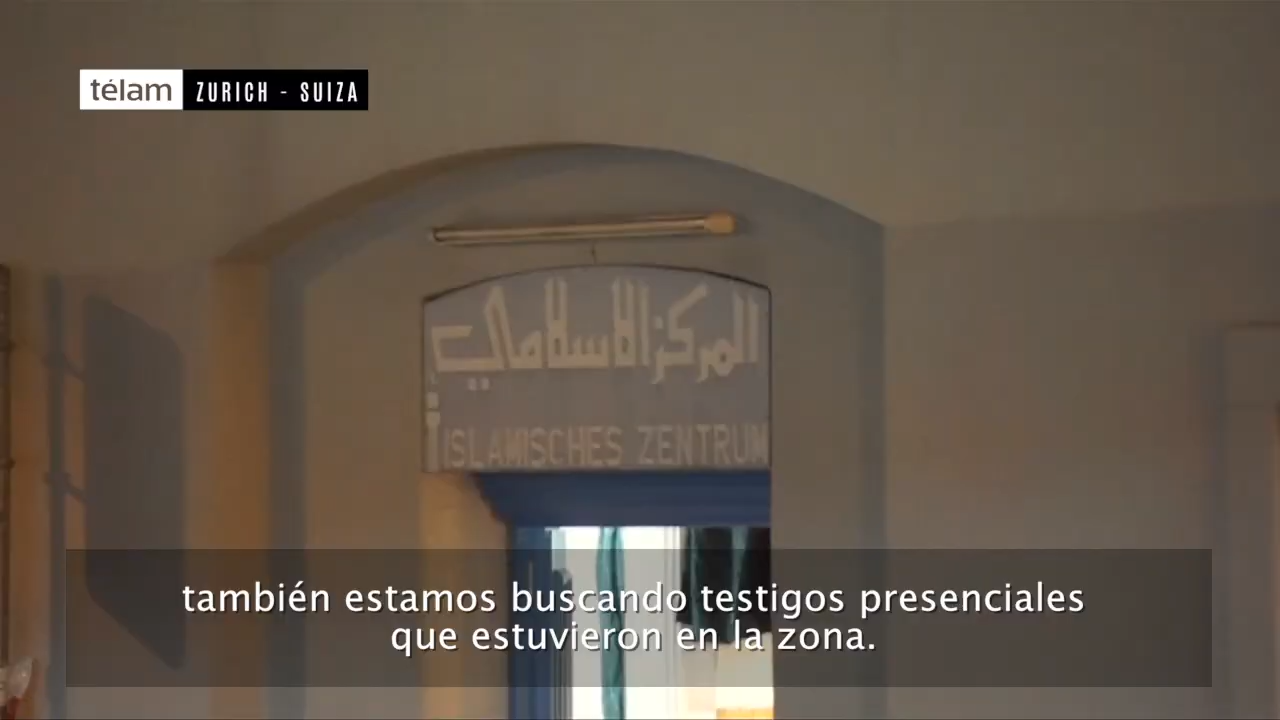 télam ZURICH - SUIZA
المركز الاسلامي
ISLAMISCHES ZENTRUM
también estamos buscando testigos presenciales
que estuvieron en la zona.